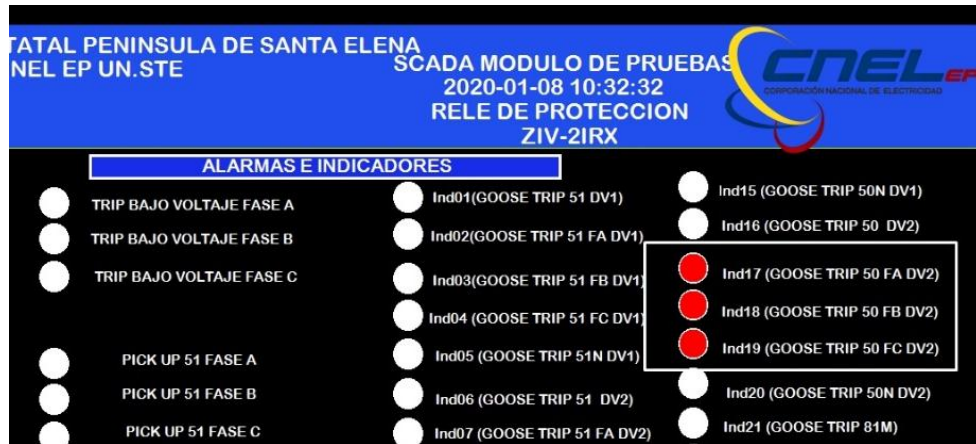 TATAL PENINSULA DE SANTA ELENA
NEL EP UN.STE
SCADA MODULO DE PRUEBAS
2020-01-08 10:32:32
RELE DE PROTECCION
ZIV-2IRX
CNEL EP
CORPORACIÓN NACIONAL DE ELECTRICIDAD
ALARMAS E INDICADORES
TRIP BAJO VOLTAJE FASE A
TRIP BAJO VOLTAJE FASE B
TRIP BAJO VOLTAJE FASE C
PICK UP 51 FASE A
PICK UP 51 FASE B
PICK UP 51 FASE C
Ind01(GOOSE TRIP 51 DV1)
Ind02(GOOSE TRIP 51 FA DV1)
Ind03(GOOSE TRIP 51 FB DV1)
Ind04 (GOOSE TRIP 51 FC DV1)
Ind05 (GOOSE TRIP 51N DV1)
Ind06 (GOOSE TRIP 51 DV2)
Ind07 (GOOSE TRIP 51 FA DV2)
Ind15 (GOOSE TRIP 50N DV1)
Ind16 (GOOSE TRIP 50 DV2)
Ind17 (GOOSE TRIP 50 FA DV2)
Ind18 (GOOSE TRIP 50 FB DV2)
Ind19 (GOOSE TRIP 50 FC DV2)
Ind20 (GOOSE TRIP 50N DV2)
Ind21 (GOOSE TRIP 81M)